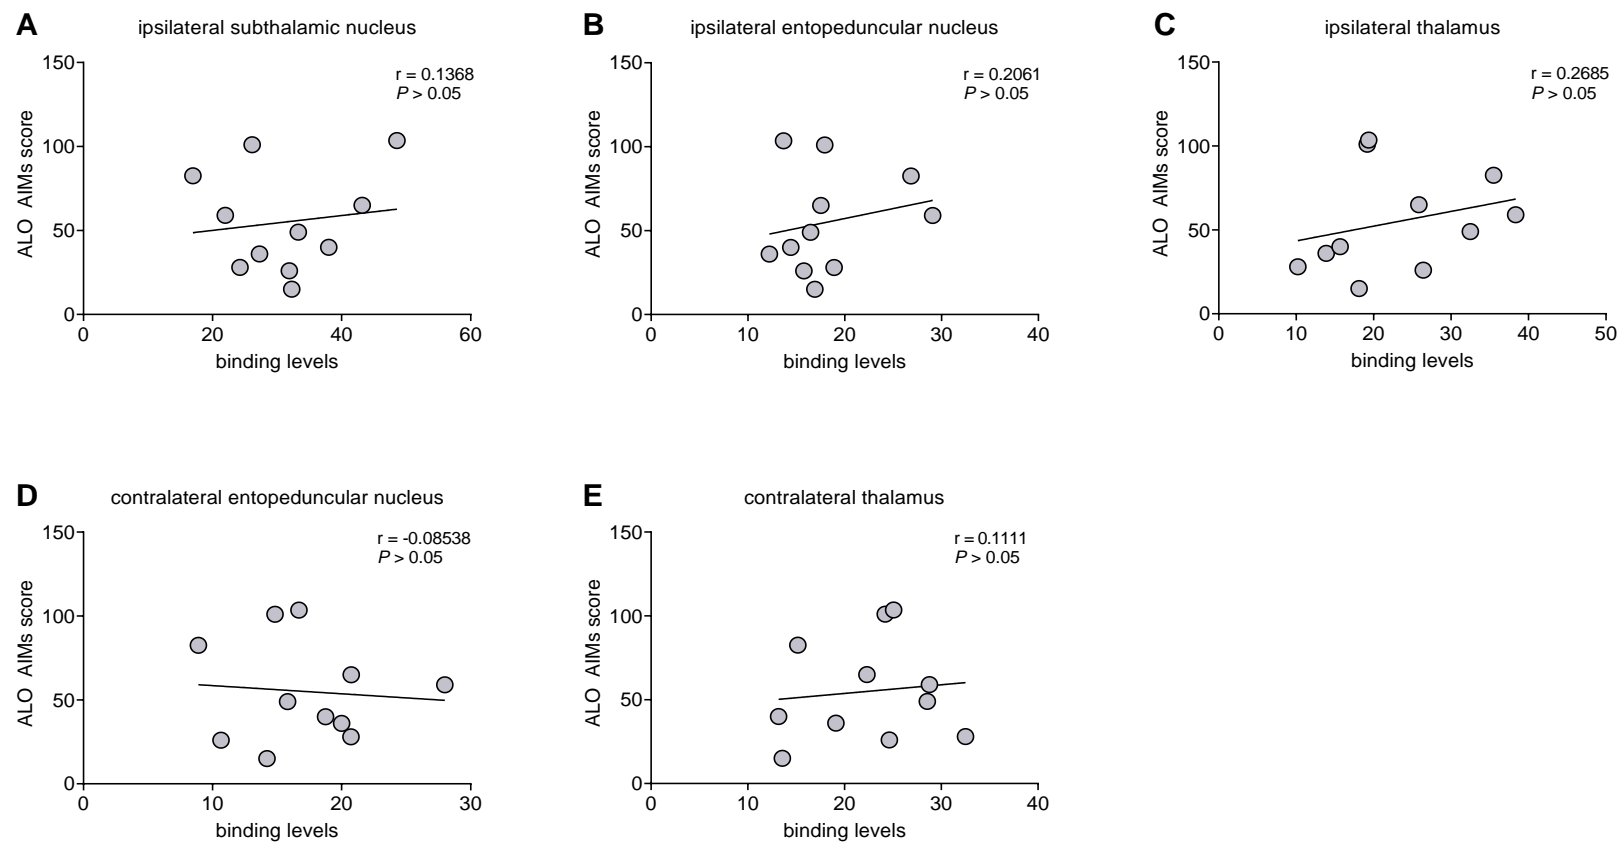 A
ipsilateral subthalamic nucleus
r = 0.1368
P > 0.05
150
100
50
0
ALO AIMs score
0 20 40 60
binding levels
B
ipsilateral entopeduncular nucleus
r = 0.2061
P > 0.05
150
100
50
0
ALO AIMs score
0 10 20 30 40
binding levels
C
ipsilateral thalamus
r = 0.2685
P > 0.05
150
100
50
0
ALO AIMs score
0 10 20 30 40 50
binding levels
D
contralateral entopeduncular nucleus
r = -0.08538
P > 0.05
150
100
50
0
ALO AIMs score
0 10 20 30
binding levels
E
contralateral thalamus
r = 0.1111
P > 0.05
150
100
50
0
ALO AIMs score
0 10 20 30 40
binding levels